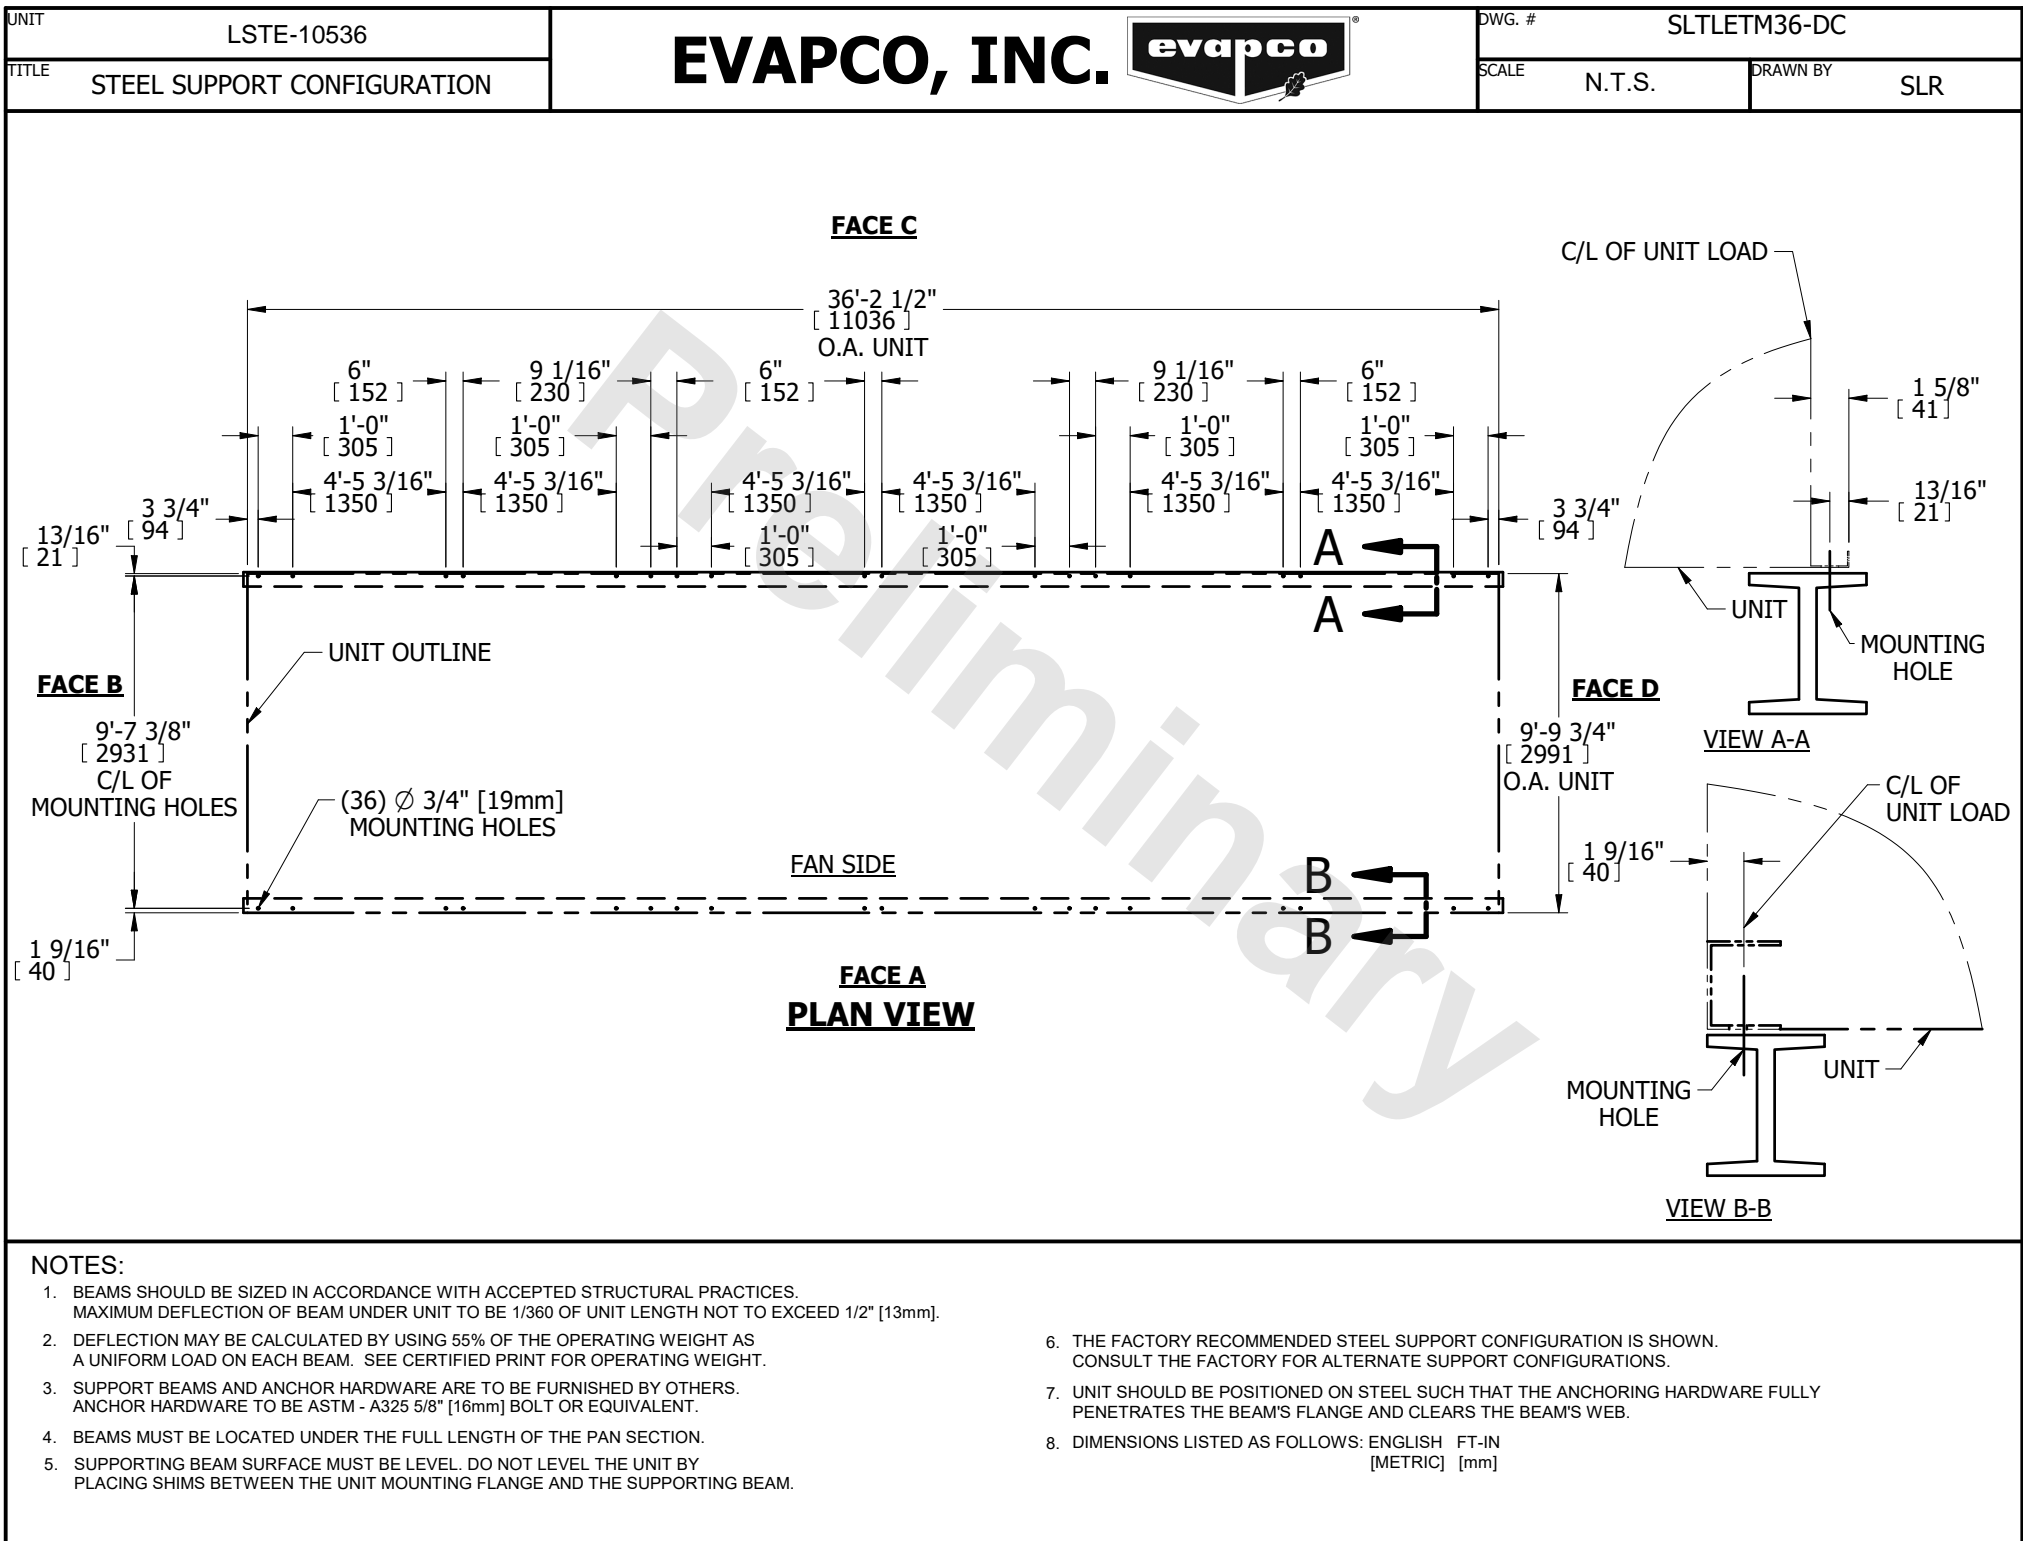 UNIT
LSTE-10536
TITLE
STEEL SUPPORT CONFIGURATION
EVAPCO, INC.
evapco
®
DWG. #
SLTLETM36-DC
SCALE
N.T.S.
DRAWN BY
SLR
FACE C
36'-2 1/2"
[ 11036 ]
O.A. UNIT
6"
[ 152 ]
9 1/16"
[ 230 ]
6"
[ 152 ]
9 1/16"
[ 230 ]
6"
[ 152 ]
1'-0"
[ 305 ]
1'-0"
[ 305 ]
1'-0"
[ 305 ]
1'-0"
[ 305 ]
4'-5 3/16"
[ 1350 ]
4'-5 3/16"
[ 1350 ]
4'-5 3/16"
[ 1350 ]
4'-5 3/16"
[ 1350 ]
4'-5 3/16"
[ 1350 ]
4'-5 3/16"
[ 1350 ]
3 3/4"
[ 94 ]
3 3/4"
[ 94 ]
13/16"
[ 21 ]
1'-0"
[ 305 ]
1'-0"
[ 305 ]
A
A
UNIT OUTLINE
FACE B
FACE D
9'-7 3/8"
[ 2931 ]
C/L OF
MOUNTING HOLES
9'-9 3/4"
[ 2991 ]
O.A. UNIT
(36) Ø 3/4" [19mm]
MOUNTING HOLES
FAN SIDE
B
B
1 9/16"
[ 40 ]
FACE A
PLAN VIEW
Preliminary
C/L OF UNIT LOAD
1 5/8"
[ 41 ]
13/16"
[ 21 ]
UNIT
MOUNTING
HOLE
VIEW A-A
C/L OF
UNIT LOAD
1 9/16"
[ 40 ]
UNIT
MOUNTING
HOLE
VIEW B-B
NOTES:
1. BEAMS SHOULD BE SIZED IN ACCORDANCE WITH ACCEPTED STRUCTURAL PRACTICES.
MAXIMUM DEFLECTION OF BEAM UNDER UNIT TO BE 1/360 OF UNIT LENGTH NOT TO EXCEED 1/2" [13mm].
2. DEFLECTION MAY BE CALCULATED BY USING 55% OF THE OPERATING WEIGHT AS
A UNIFORM LOAD ON EACH BEAM. SEE CERTIFIED PRINT FOR OPERATING WEIGHT.
3. SUPPORT BEAMS AND ANCHOR HARDWARE ARE TO BE FURNISHED BY OTHERS.
ANCHOR HARDWARE TO BE ASTM - A325 5/8" [16mm] BOLT OR EQUIVALENT.
4. BEAMS MUST BE LOCATED UNDER THE FULL LENGTH OF THE PAN SECTION.
5. SUPPORTING BEAM SURFACE MUST BE LEVEL. DO NOT LEVEL THE UNIT BY
PLACING SHIMS BETWEEN THE UNIT MOUNTING FLANGE AND THE SUPPORTING BEAM.
6. THE FACTORY RECOMMENDED STEEL SUPPORT CONFIGURATION IS SHOWN.
CONSULT THE FACTORY FOR ALTERNATE SUPPORT CONFIGURATIONS.
7. UNIT SHOULD BE POSITIONED ON STEEL SUCH THAT THE ANCHORING HARDWARE FULLY
PENETRATES THE BEAM'S FLANGE AND CLEARS THE BEAM'S WEB.
8. DIMENSIONS LISTED AS FOLLOWS: ENGLISH FT-IN
[METRIC] [mm]